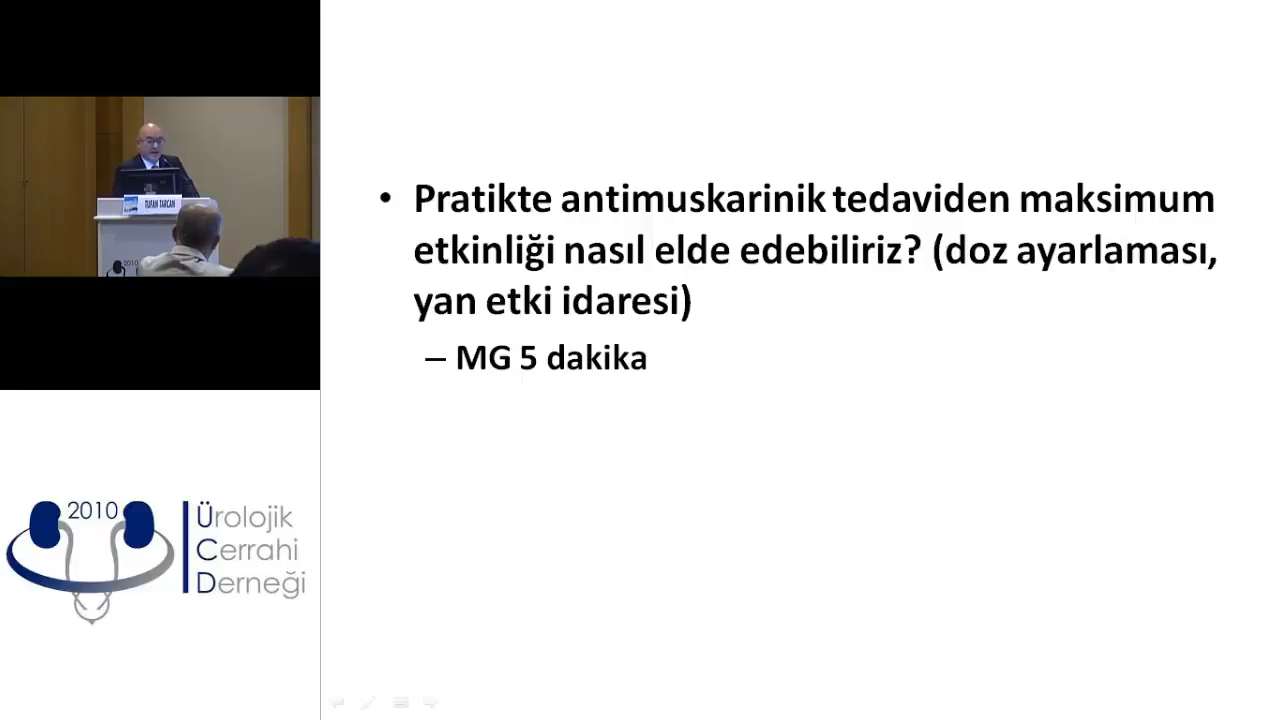 TUFAN TARCAN
2010
• Pratikte antimuskarinik tedaviden maksimum
etkinliği nasıl elde edebiliriz? (doz ayarlaması,
yan etki idaresi)
– MG 5 dakika
2010
Ürolojik
Cerrahi
Derneği